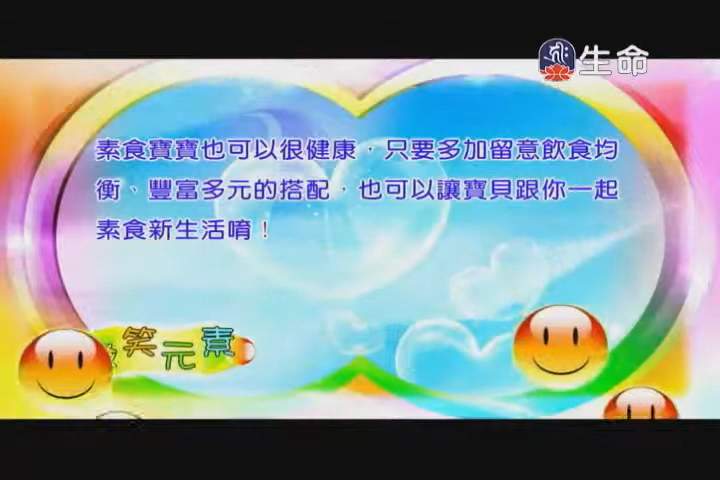 生命
素食寶寶也可以很健康，只要多加留意飲食均
衡、豐富多元的搭配，也可以讓寶貝跟你一起
素食新生活唷！
笑元素